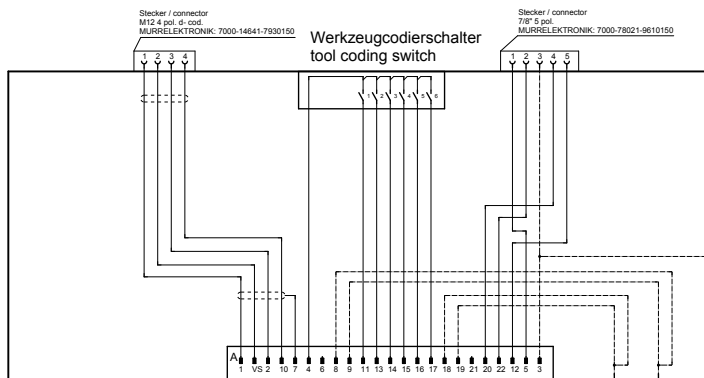 Stecker / connector
M12 4 pol. d- cod.
MURRELEKTRONIK: 7000-14641-7930150
Werkzeugcodierschalter
tool coding switch
Stecker / connector
7/8" 5 pol.
MURRELEKTRONIK: 7000-78021-9610150
1 2 3 4
1 2 3 4 5
1 2 3 4 5 6
A
1 VS 2 10 7 4 6 8 9 11 13 14 15 16 17 18 19 21 20 22 12 5 3